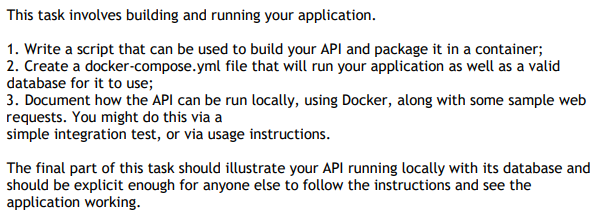 This task involves building and running your application.
1. Write a script that can be used to build your API and package it in a container;
2. Create a docker-compose.yml file that will run your application as well as a valid
database for it to use;
3. Document how the API can be run locally, using Docker, along with some sample web
requests. You might do this via a
simple integration test, or via usage instructions.
The final part of this task should illustrate your API running locally with its database and
should be explicit enough for anyone else to follow the instructions and see the
application working.